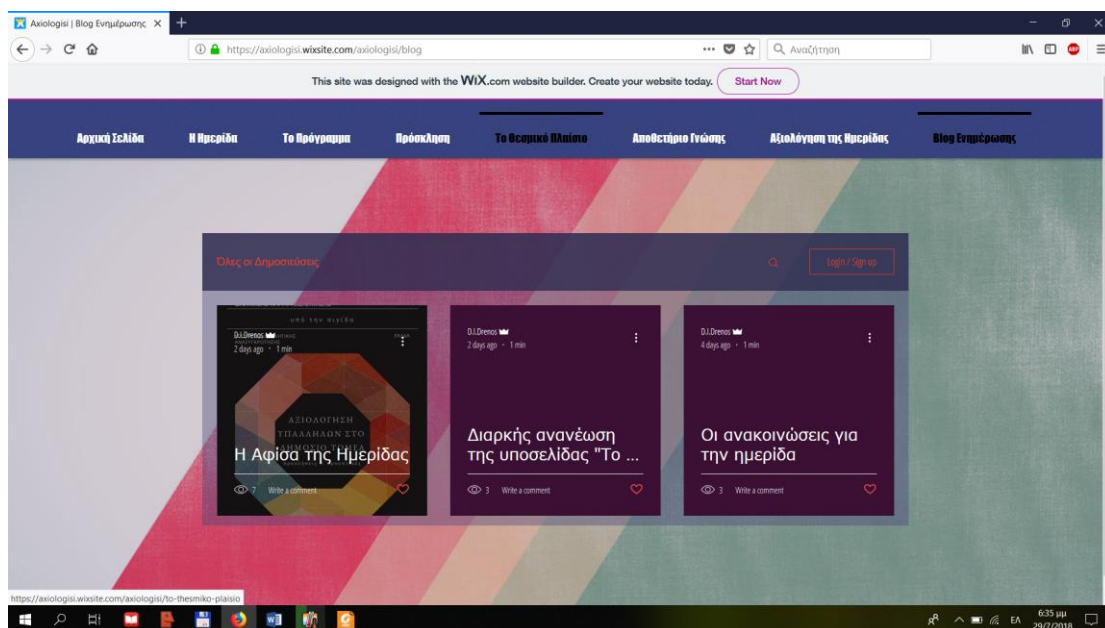 Axiologisi | Blog Ενημέρωσης
https://axiologisi.wixsite.com/axiologisi/blog
Αναζήτηση
This site was designed with the WiX.com website builder. Create your website today. Start Now
Αρχική Σελίδα Η Ημερίδα Το Πρόγραμμα Πρόσκληση Το Θεσμικό Πλαίσιο Αποθετήριο Γνώσης Αξιολόγηση της Ημερίδας Blog Ενημέρωσης
Όλες οι Δημοσιεύσεις Login / Sign up
υπό την αιγίδα
D.I.Drenos
2 days ago · 1 min
ΑΞΙΟΛΟΓΗΣΗ
ΥΠΑΛΛΗΛΩΝ ΣΤΟ
ΔΗΜΟΣΙΟ ΤΟΜΕΑ
Η Αφίσα της Ημερίδας
7 Write a comment
D.I.Drenos
2 days ago · 1 min
Διαρκής ανανέωση
της υποσελίδας "Το ...
3 Write a comment
D.I.Drenos
4 days ago · 1 min
Οι ανακοινώσεις για
την ημερίδα
3 Write a comment
https://axiologisi.wixsite.com/axiologisi/to-thesmiko-plaisio
ΕΛ
6:35 μμ
29/7/2018